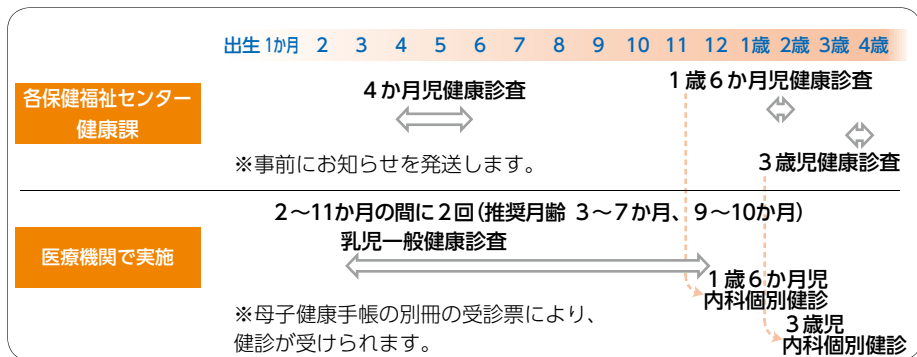 出生 1か月 2 3 4 5 6 7 8 9 10 11 12 1歳 2歳 3歳 4歳
各保健福祉センター
健康課
4か月児健康診査
1歳6か月児健康診査
※事前にお知らせを発送します。
3歳児健康診査
医療機関で実施
2〜11か月の間に2回(推奨月齢 3〜7か月、9〜10か月)
乳児一般健康診査
1歳6か月児
内科個別健診
※母子健康手帳の別冊の受診票により、
健診が受けられます。
3歳児
内科個別健診